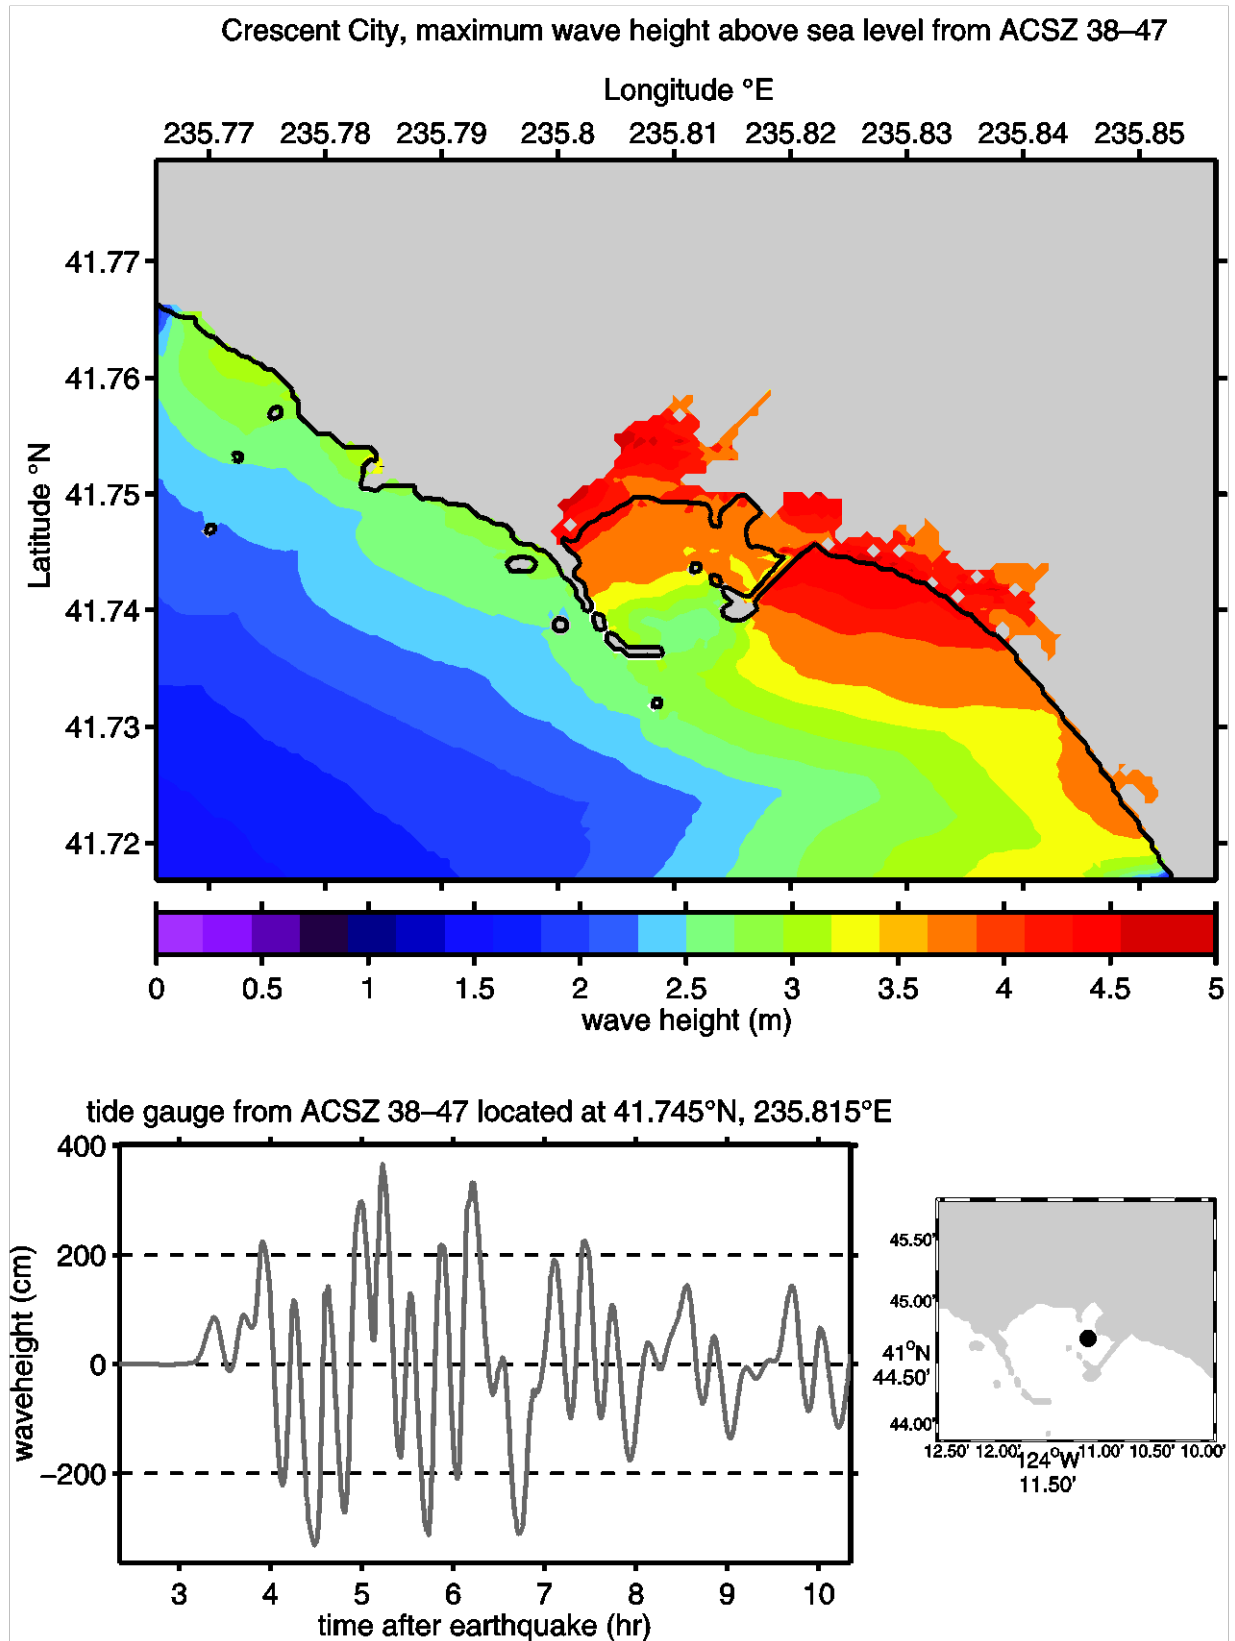 Crescent City, maximum wave height above sea level from ACSZ 38–47
Longitude °E
235.77 235.78 235.79 235.8 235.81 235.82 235.83 235.84 235.85
Latitude °N
41.77
41.76
41.75
41.74
41.73
41.72
0 0.5 1 1.5 2 2.5 3 3.5 4 4.5 5
wave height (m)
tide gauge from ACSZ 38–47 located at 41.745°N, 235.815°E
waveheight (cm)
400
200
0
−200
3 4 5 6 7 8 9 10
time after earthquake (hr)
45.50'
45.00'
41°N
44.50'
44.00'
12.50' 12.00' 11.00' 10.50' 10.00'
124°W
11.50'